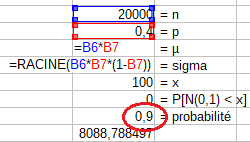 20000 = n
0,4 = p
=B6*B7 = µ
=RACINE(B6*B7*(1-B7)) = sigma
100 = x
0 = P[N(0,1) < x]
0,9 = probabilité
8088,788497